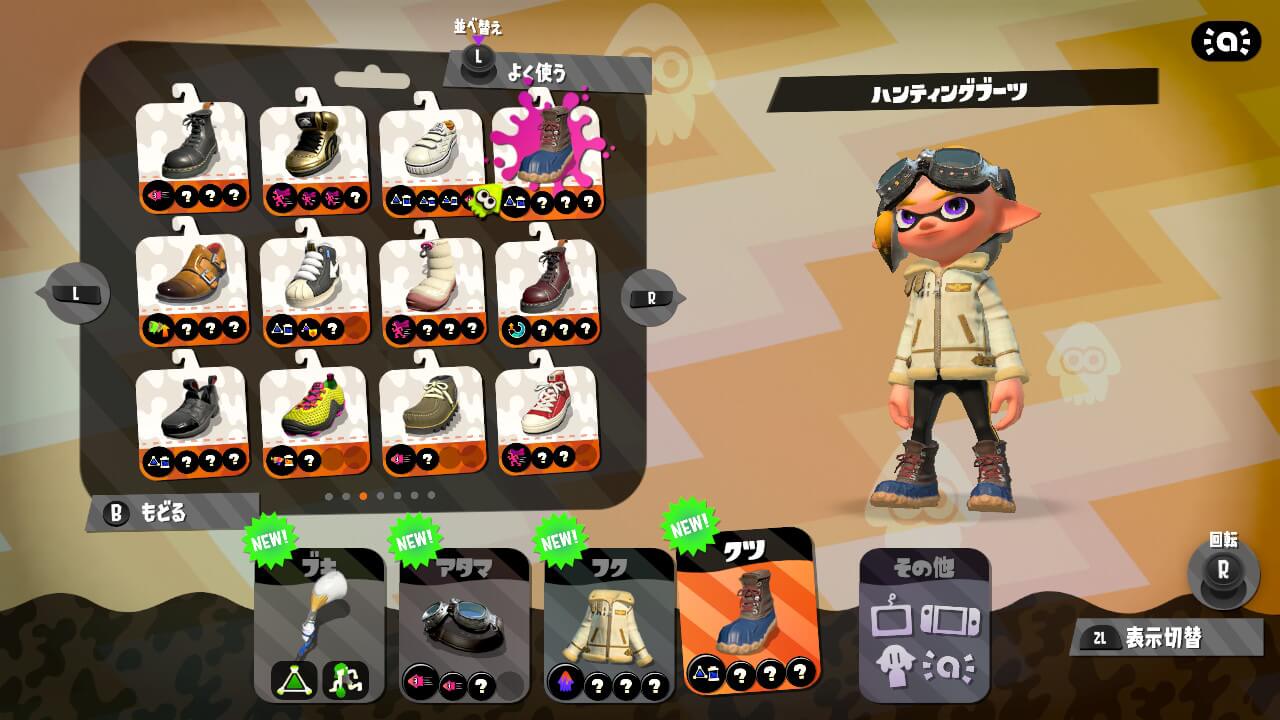 並べ替え
L
よく使う
ハンティングブーツ
? ? ?
?
? ? ?
? ? ?
?
? ? ?
? ? ?
? ? ?
?
?
? ?
L
R
B もどる
NEW!
ブキ
NEW!
アタマ
?
NEW!
フク
? ? ?
NEW!
クツ
? ? ?
その他
回転
R
ZL 表示切替